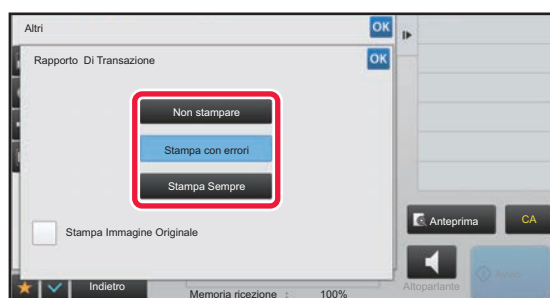 Altri
OK
Rapporto Di Transazione
OK
Non stampare
Stampa con errori
Stampa Sempre
Stampa Immagine Originale
Anteprima
CA
Indietro
Memoria ricezione : 100%
Altoparlante
Avvio